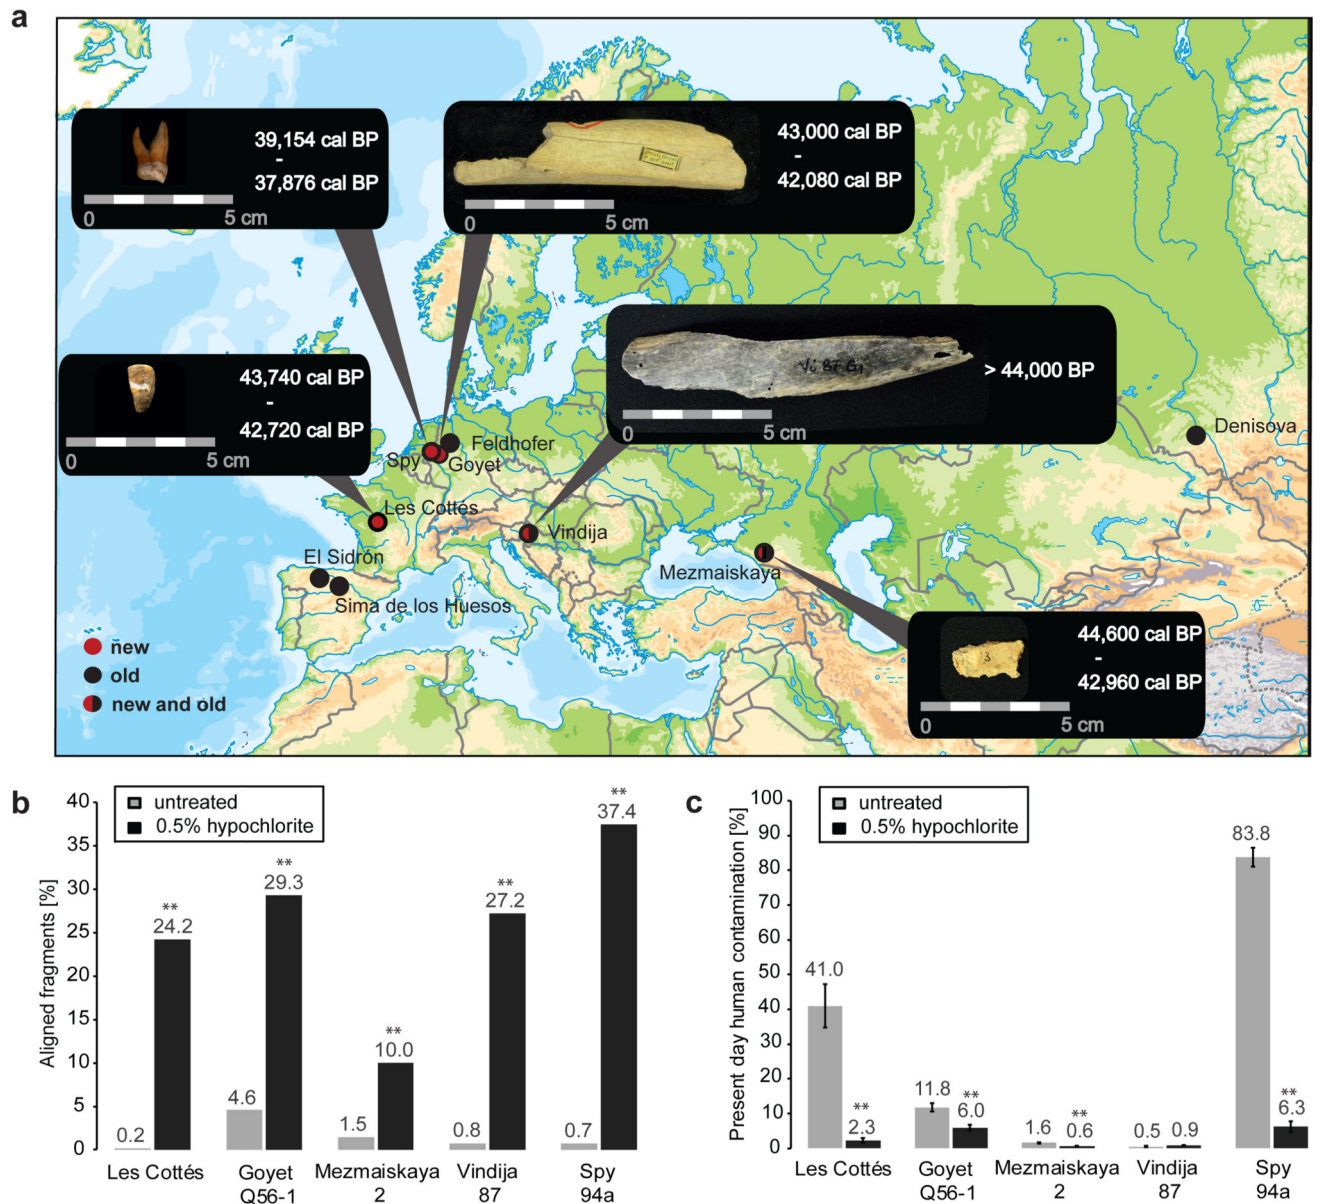 a
39,154 cal BP
-
37,876 cal BP
0 5 cm
43,000 cal BP
-
42,080 cal BP
0 5 cm
> 44,000 BP
Vi 87 G1
0 5 cm
43,740 cal BP
-
42,720 cal BP
0 5 cm
Feldhofer
Spy
Goyet
Denisova
Les Cottés
Vindija
El Sidrón
Mezmaiskaya
Sima de los Huesos
44,600 cal BP
-
42,960 cal BP
3
0 5 cm
new
old
new and old
b
untreated
0.5% hypochlorite
Aligned fragments [%]
40
35
30
25
20
15
10
5
0
0.2
** 24.2
4.6
** 29.3
1.5
** 10.0
0.8
** 27.2
0.7
** 37.4
Les Cottés
Goyet
Q56-1
Mezmaiskaya
2
Vindija
87
Spy
94a
c
untreated
0.5% hypochlorite
Present day human contamination [%]
100
90
80
70
60
50
40
30
20
10
0
41.0
** 2.3
11.8
** 6.0
1.6
** 0.6
0.5
0.9
83.8
** 6.3
Les Cottés
Goyet
Q56-1
Mezmaiskaya
2
Vindija
87
Spy
94a